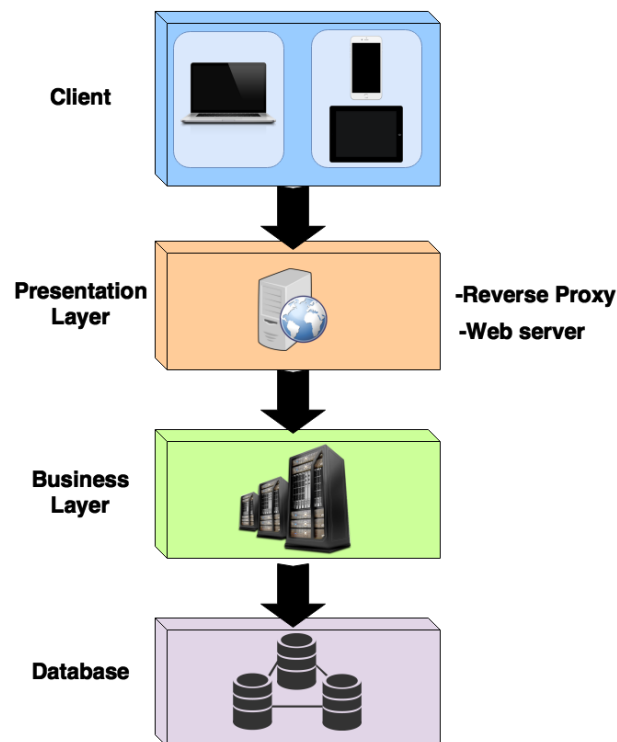 Client
Presentation
Layer
-Reverse Proxy
-Web server
Business
Layer
Database